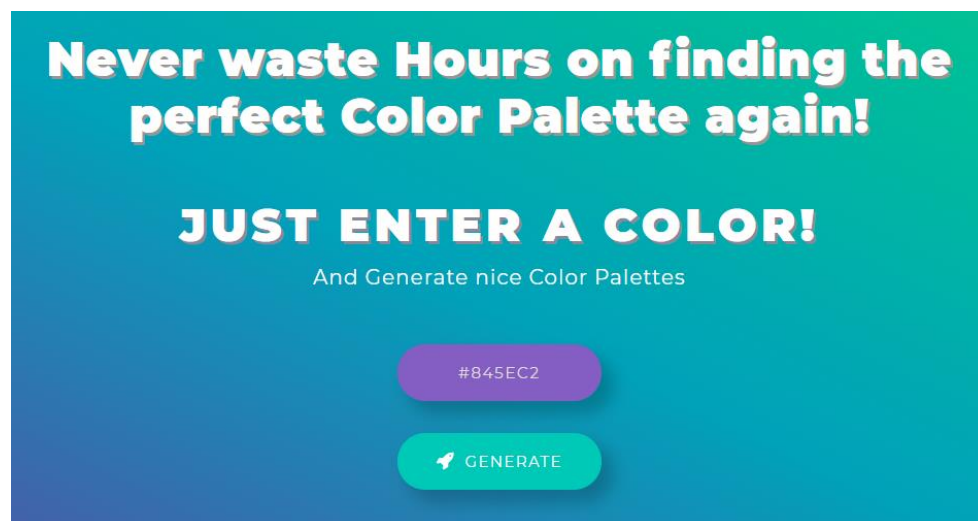 Never waste Hours on finding the
perfect Color Palette again!
JUST ENTER A COLOR!
And Generate nice Color Palettes
#845EC2
GENERATE